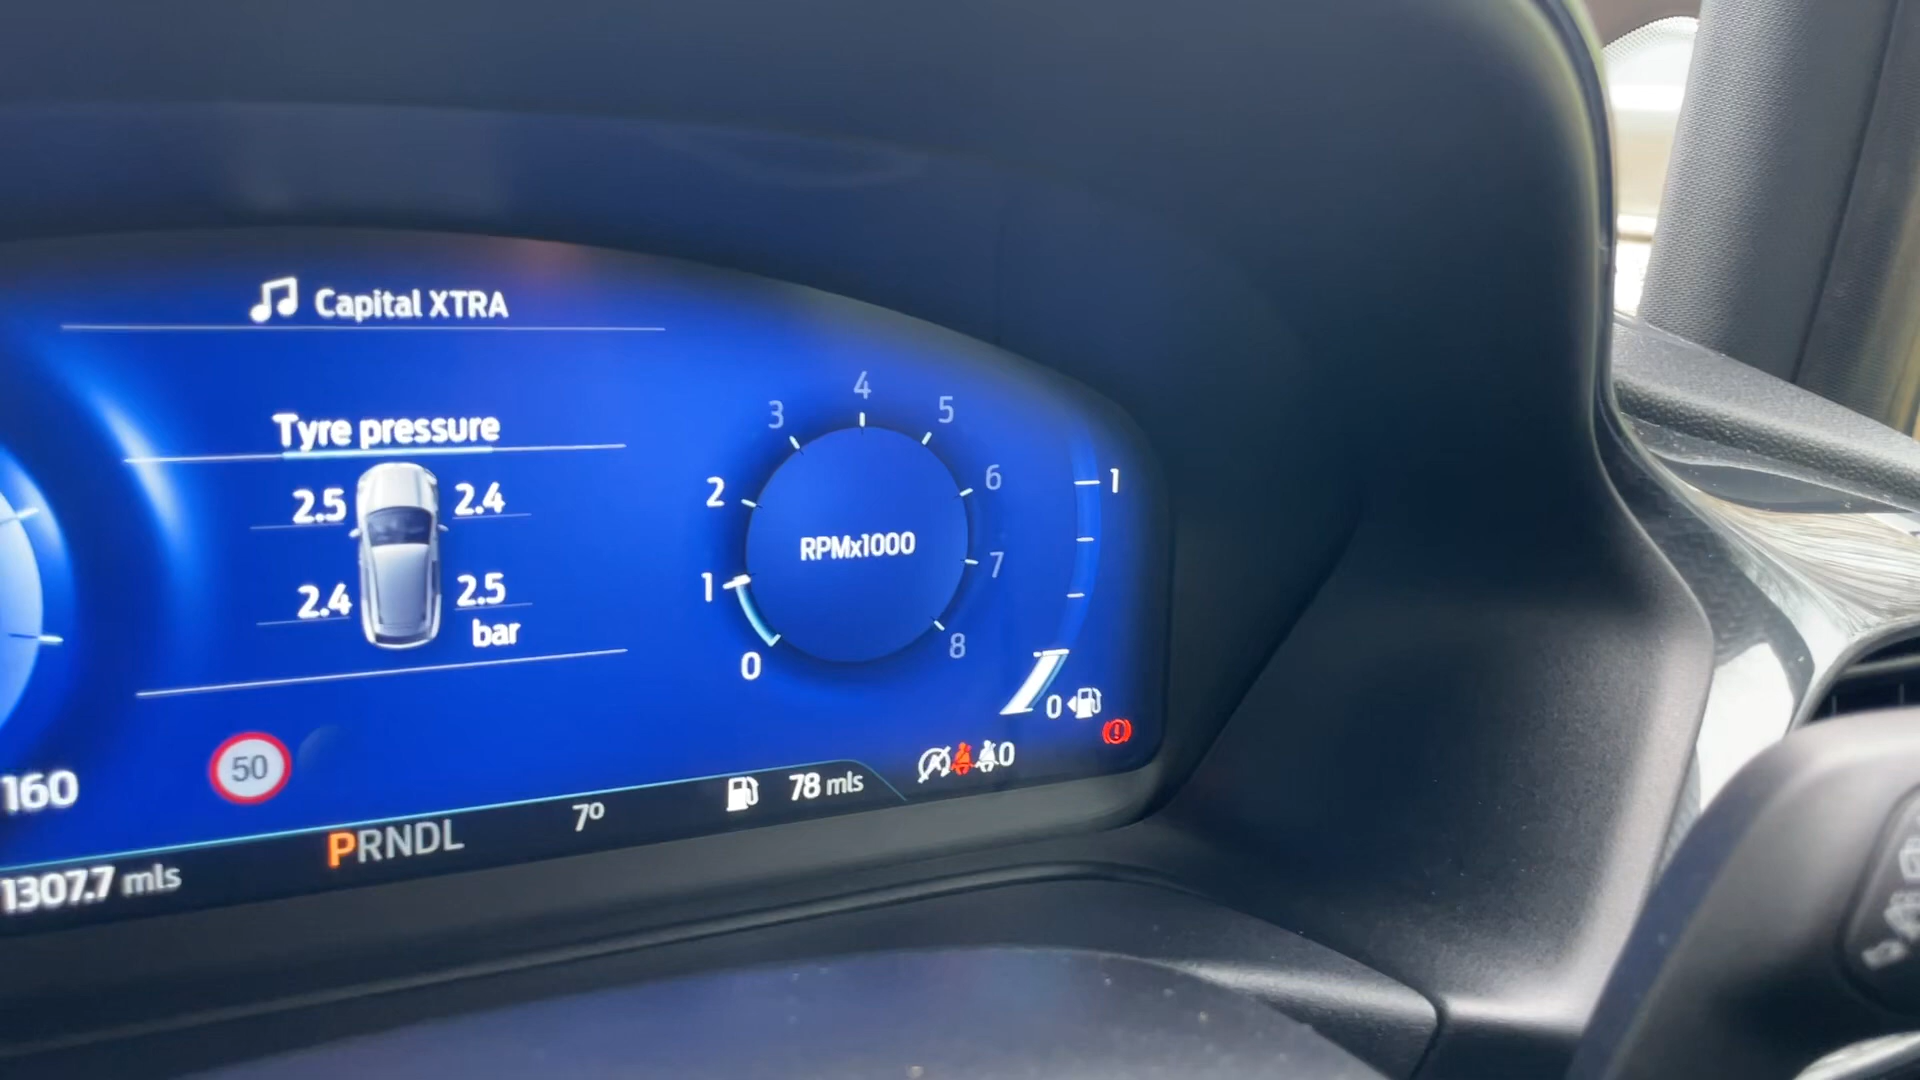 Capital XTRA
Tyre pressure
2.5 2.4
2.4 2.5
bar
4
3 5
2 6
RPMx1000
1 7
0 8
1
0
50
160
0
78 mls
7º
PRNDL
1307.7 mls